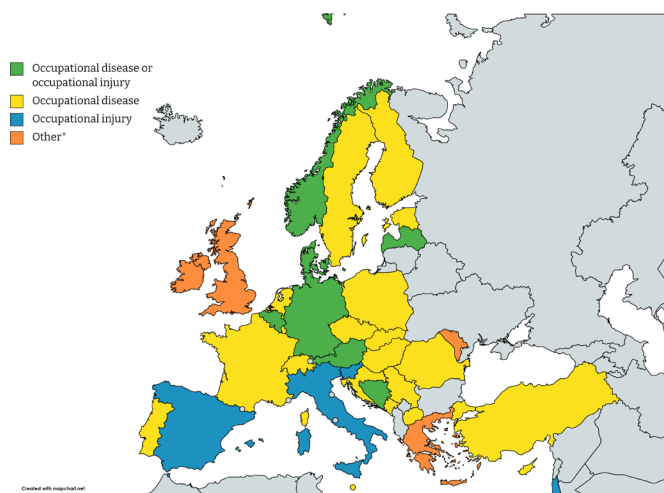 Occupational disease or
occupational injury
Occupational disease
Occupational injury
Other*
Created with mapchart.net